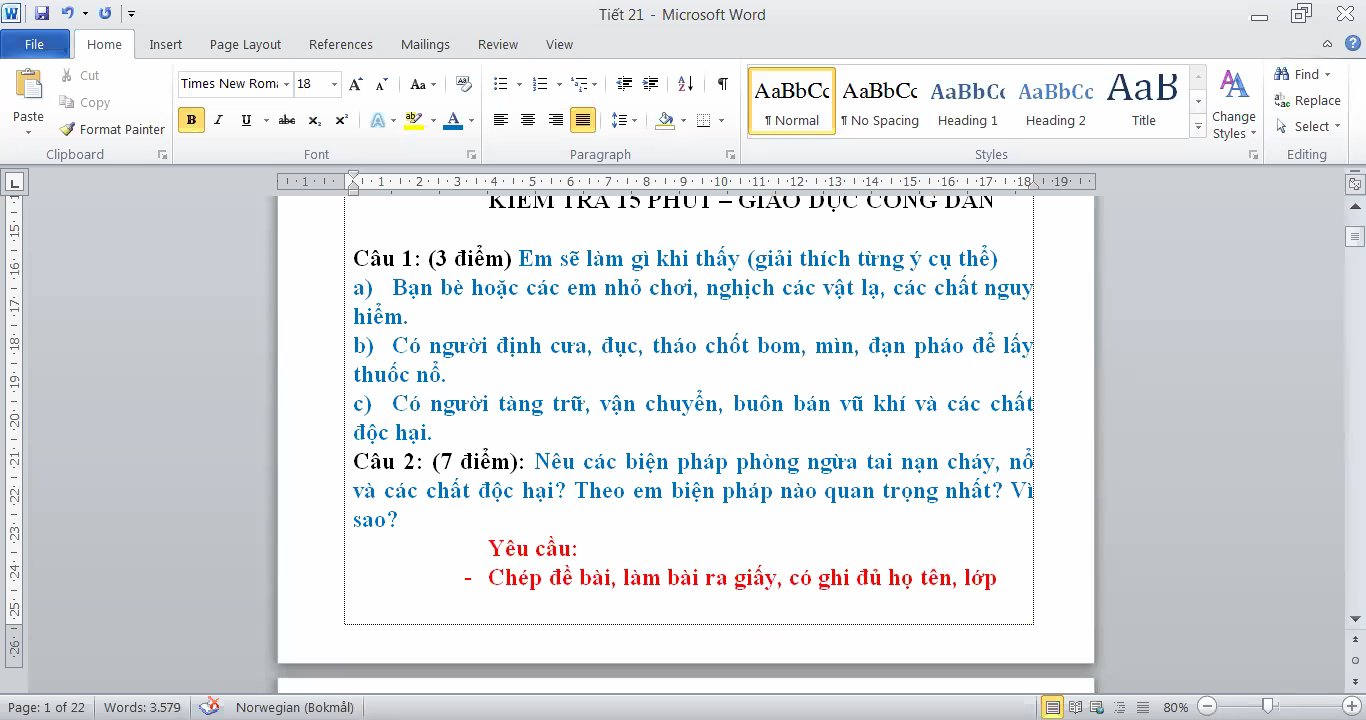 Tiết 21 - Microsoft Word
File Home Insert Page Layout References Mailings Review View
Paste
Cut
Copy
Format Painter
Clipboard
Times New Roma 18
Font
Paragraph
AaBbCc AaBbCc AaBbCc AaBbCc AaB
¶ Normal ¶ No Spacing Heading 1 Heading 2 Title
Change Styles
Styles
Find
Replace
Select
Editing
KIỂM TRA 15 PHÚT – GIÁO DỤC CÔNG DÂN
Câu 1: (3 điểm) Em sẽ làm gì khi thấy (giải thích từng ý cụ thể)
a) Bạn bè hoặc các em nhỏ chơi, nghịch các vật lạ, các chất nguy
hiểm.
b) Có người định cưa, đục, tháo chốt bom, mìn, đạn pháo để lấy
thuốc nổ.
c) Có người tàng trữ, vận chuyển, buôn bán vũ khí và các chất
độc hại.
Câu 2: (7 điểm): Nêu các biện pháp phòng ngừa tai nạn cháy, nổ
và các chất độc hại? Theo em biện pháp nào quan trọng nhất? Vì
sao?
Yêu cầu:
- Chép đề bài, làm bài ra giấy, có ghi đủ họ tên, lớp
Page: 1 of 22 Words: 3.579 Norwegian (Bokmål) 80%